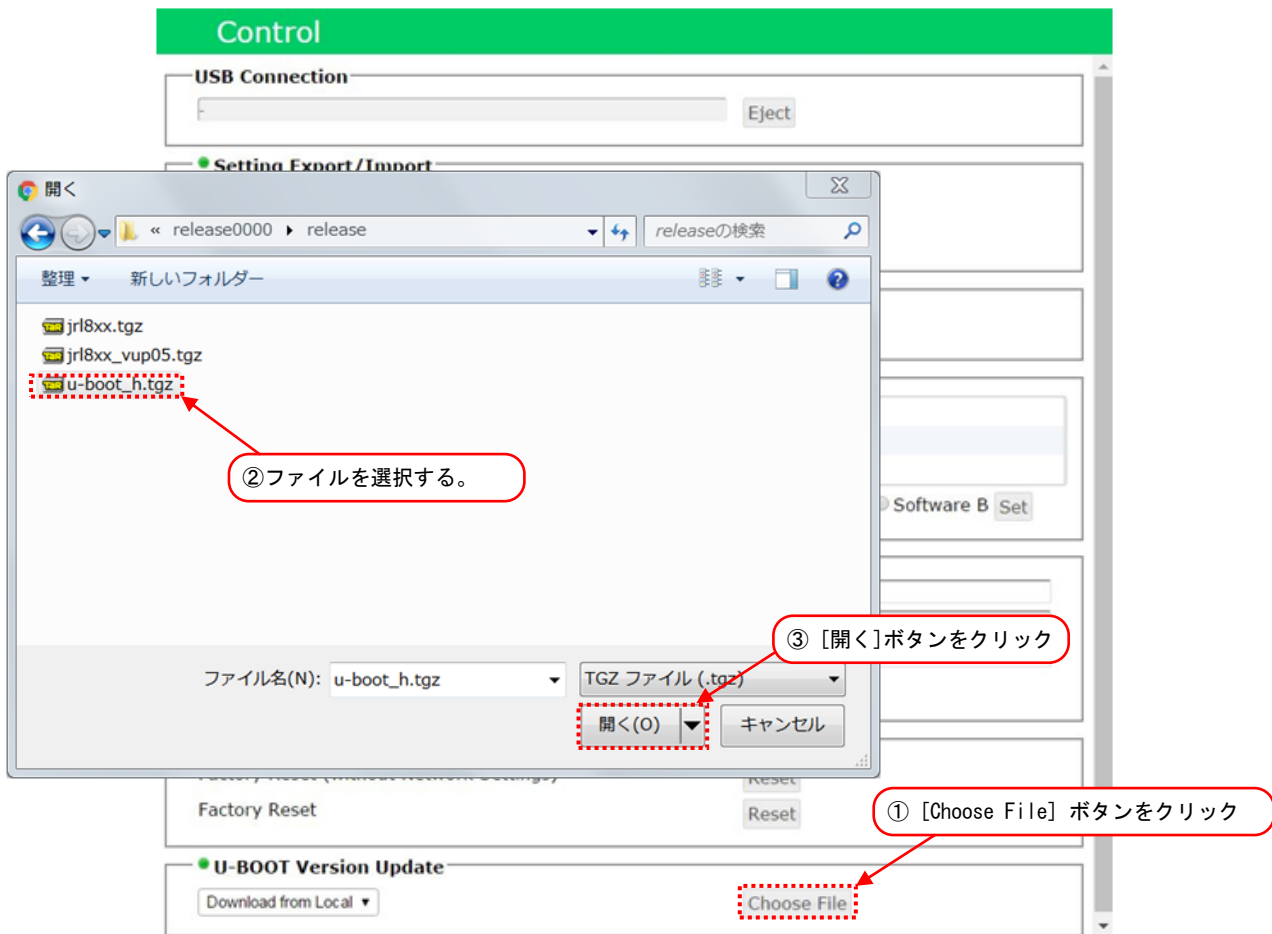 Control
USB Connection
-
Eject
Setting Export/Import
開く
« release0000 ▸ release
releaseの検索
整理 ▾ 新しいフォルダー
jrl8xx.tgz
jrl8xx_vup05.tgz
u-boot_h.tgz
②ファイルを選択する。
Software B Set
③ [開く]ボタンをクリック
ファイル名(N): u-boot_h.tgz
TGZ ファイル (.tgz)
開く(O)
キャンセル
Factory Reset (Without Network Settings)
Reset
Factory Reset
Reset
① [Choose File] ボタンをクリック
U-BOOT Version Update
Download from Local ▾
Choose File